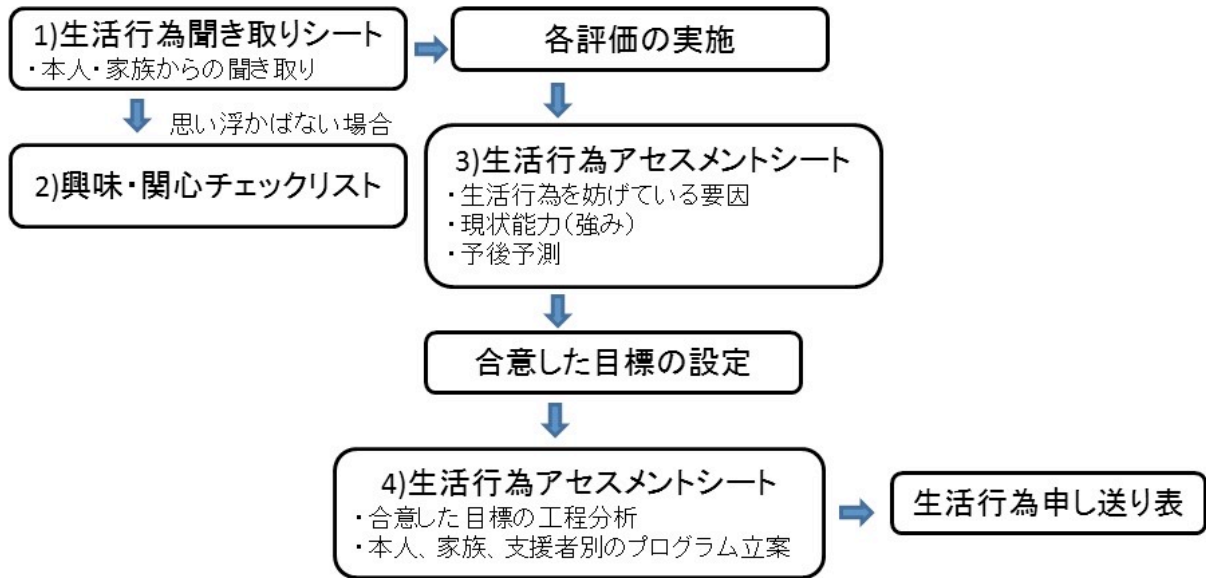 1)生活行為聞き取りシート
・本人・家族からの聞き取り
各評価の実施
思い浮かばない場合
2)興味・関心チェックリスト
3)生活行為アセスメントシート
・生活行為を妨げている要因
・現状能力(強み)
・予後予測
合意した目標の設定
4)生活行為アセスメントシート
・合意した目標の工程分析
・本人、家族、支援者別のプログラム立案
生活行為申し送り表